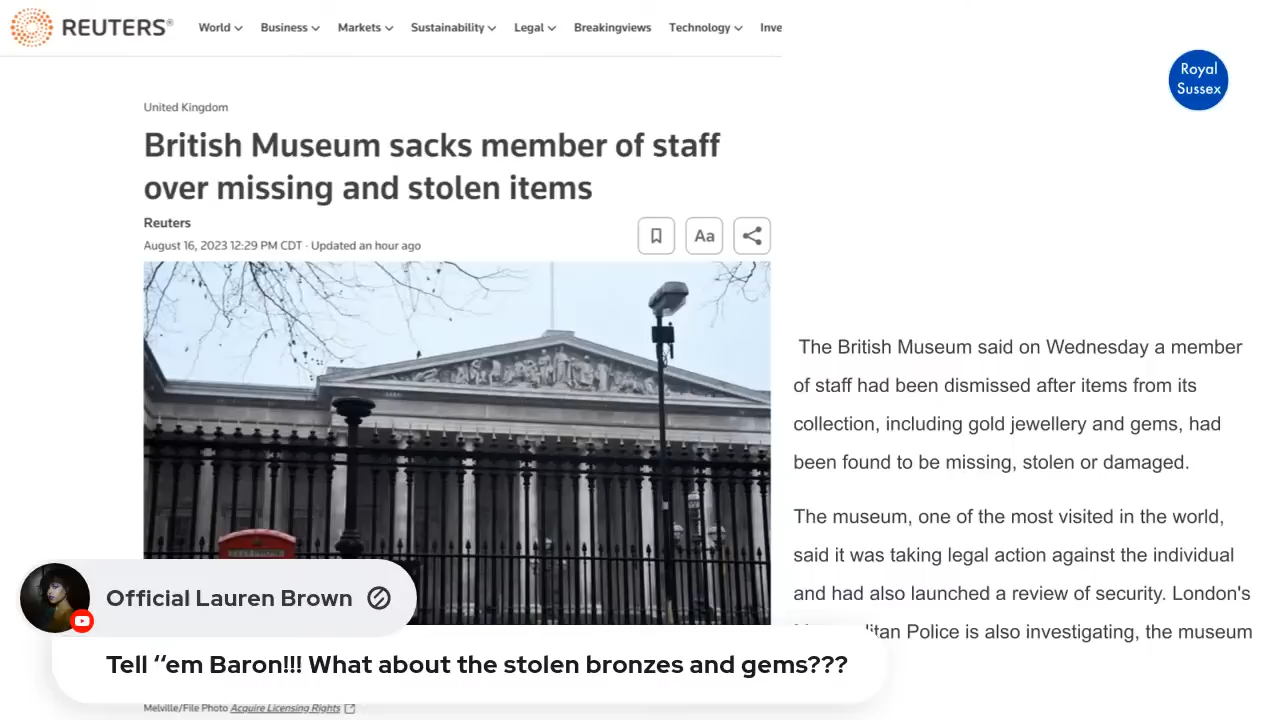 REUTERS®
World Business Markets Sustainability Legal Breakingviews Technology Inve
Royal
Sussex
United Kingdom
British Museum sacks member of staff
over missing and stolen items
Reuters
August 16, 2023 12:29 PM CDT · Updated an hour ago
Aa
The British Museum said on Wednesday a member
of staff had been dismissed after items from its
collection, including gold jewellery and gems, had
been found to be missing, stolen or damaged.
The museum, one of the most visited in the world,
said it was taking legal action against the individual
and had also launched a review of security. London's
Police is also investigating, the museum
TELEPHONE
Official Lauren Brown
Tell “em Baron!!! What about the stolen bronzes and gems???
Melville/File Photo Acquire Licensing Rights